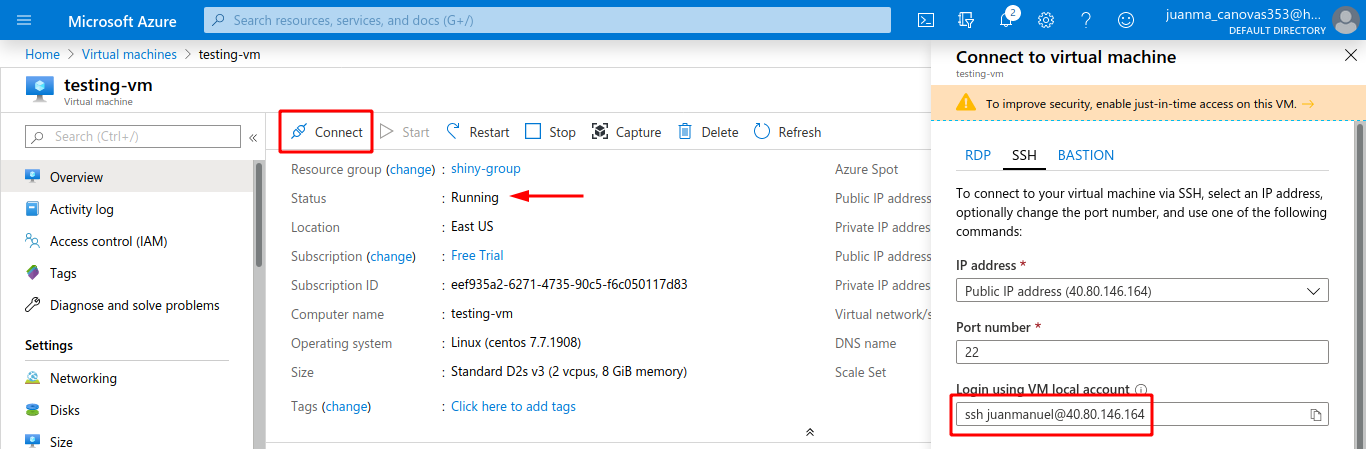 Microsoft Azure
Search resources, services, and docs (G+/)
2
juanma_canovas353@h...
DEFAULT DIRECTORY
Home > Virtual machines > testing-vm
testing-vm
Virtual machine
Search (Ctrl+/)
«
Overview
Activity log
Access control (IAM)
Tags
Diagnose and solve problems
Settings
Networking
Disks
Size
Connect
Start
Restart
Stop
Capture
Delete
Refresh
Resource group (change) : shiny-group
Status : Running
Location : East US
Subscription (change) : Free Trial
Subscription ID : eef935a2-6271-4735-90c5-f6c050117d83
Computer name : testing-vm
Operating system : Linux (centos 7.7.1908)
Size : Standard D2s v3 (2 vcpus, 8 GiB memory)
Tags (change) : Click here to add tags
Azure Spot
Public IP address
Private IP address
Public IP address
Private IP address
Virtual network/s
DNS name
Scale Set
Connect to virtual machine
testing-vm
To improve security, enable just-in-time access on this VM. →
RDP
SSH
BASTION
To connect to your virtual machine via SSH, select an IP address,
optionally change the port number, and use one of the following
commands:
IP address *
Public IP address (40.80.146.164)
Port number *
22
Login using VM local account
ssh juanmanuel@40.80.146.164